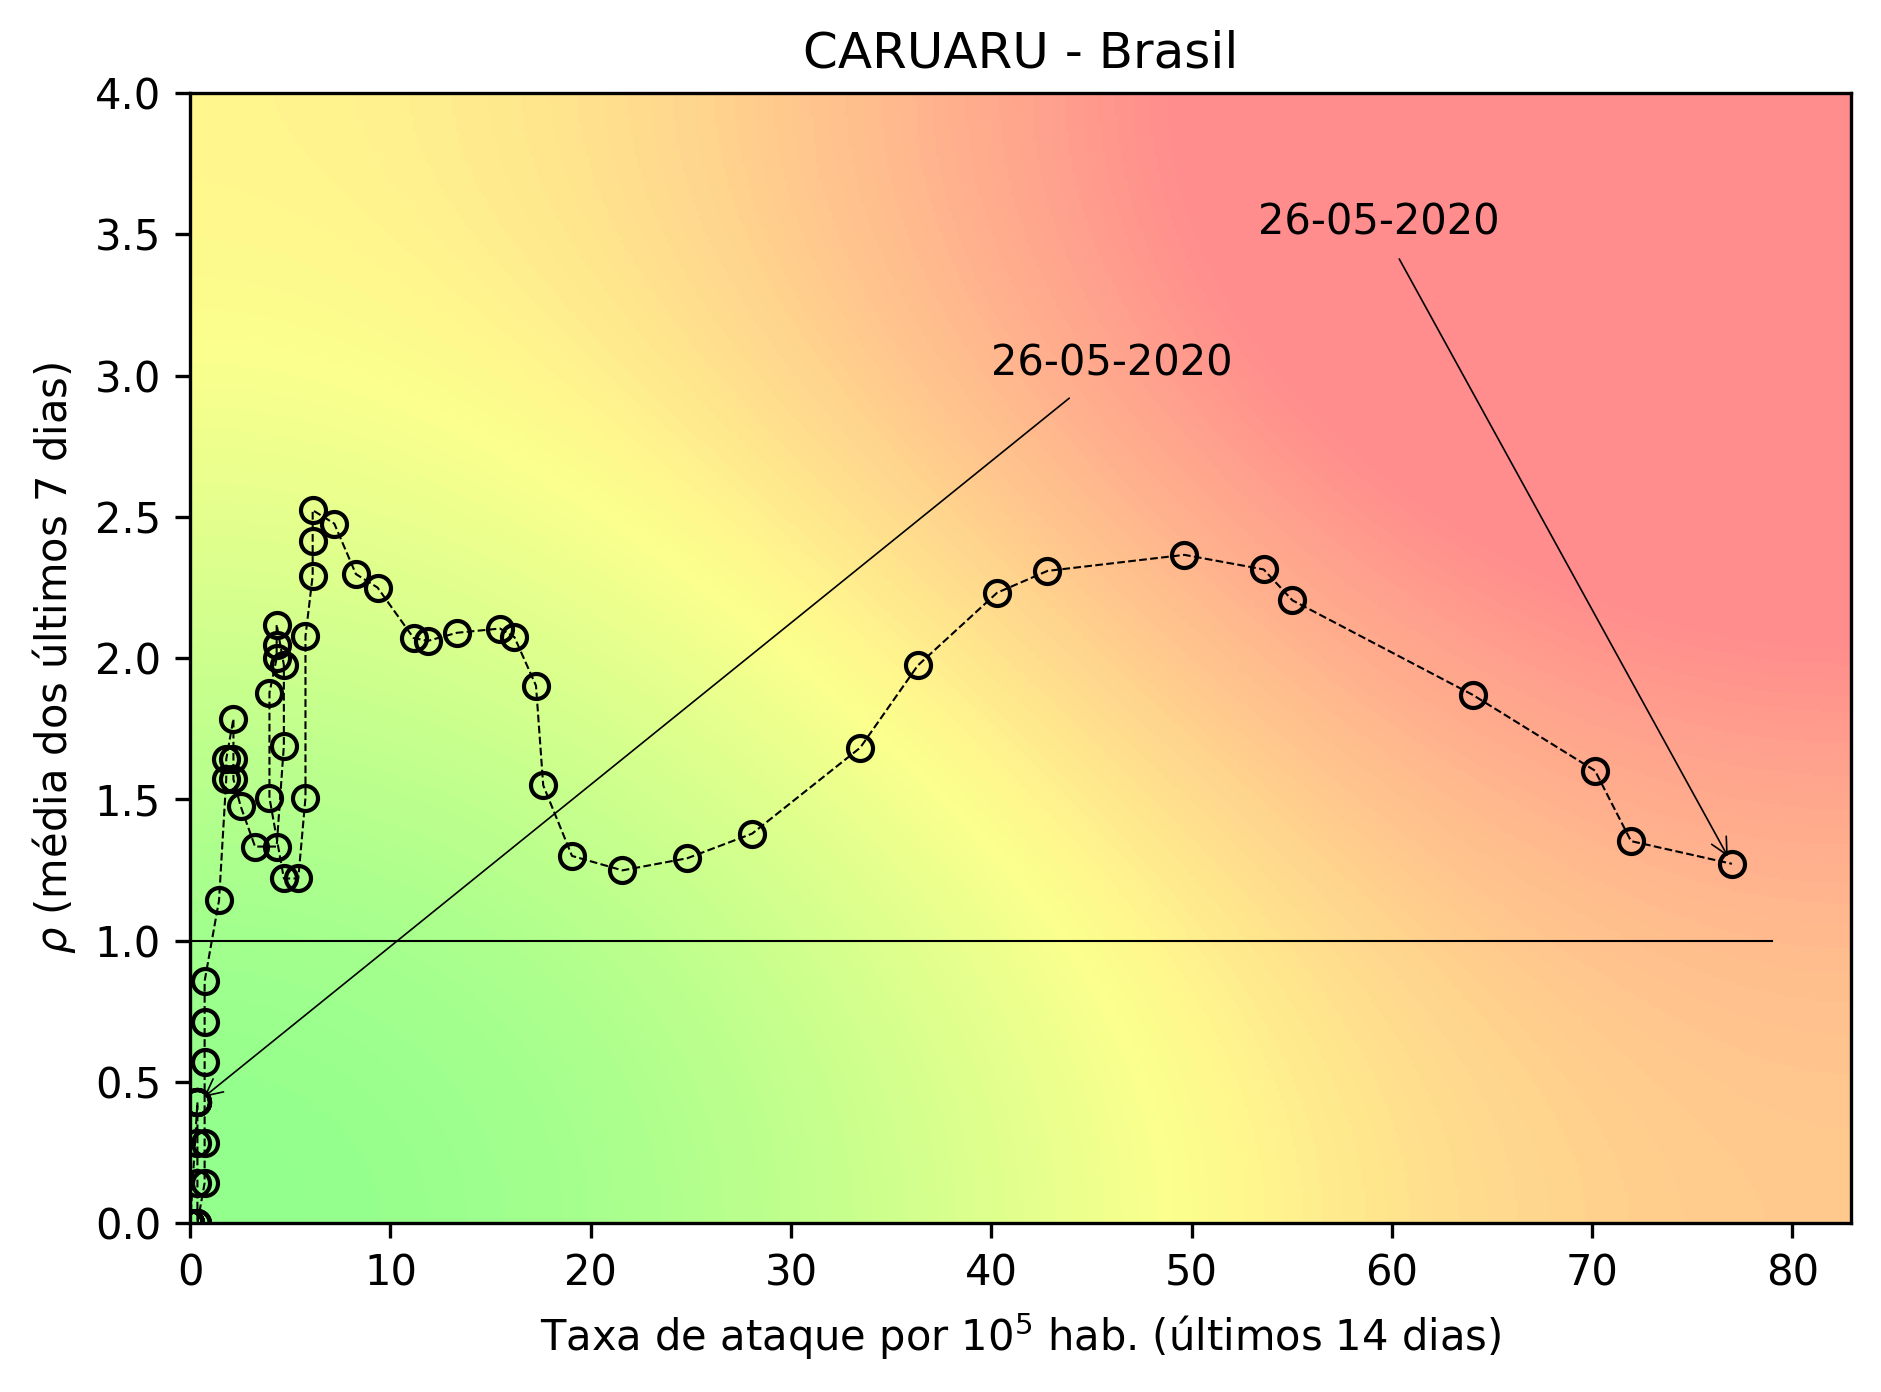 CARUARU - Brasil
4.0
3.5
3.0
2.5
2.0
1.5
1.0
0.5
0.0
ρ (média dos últimos 7 dias)
26-05-2020
26-05-2020
0 10 20 30 40 50 60 70 80
Taxa de ataque por 10⁵ hab. (últimos 14 dias)